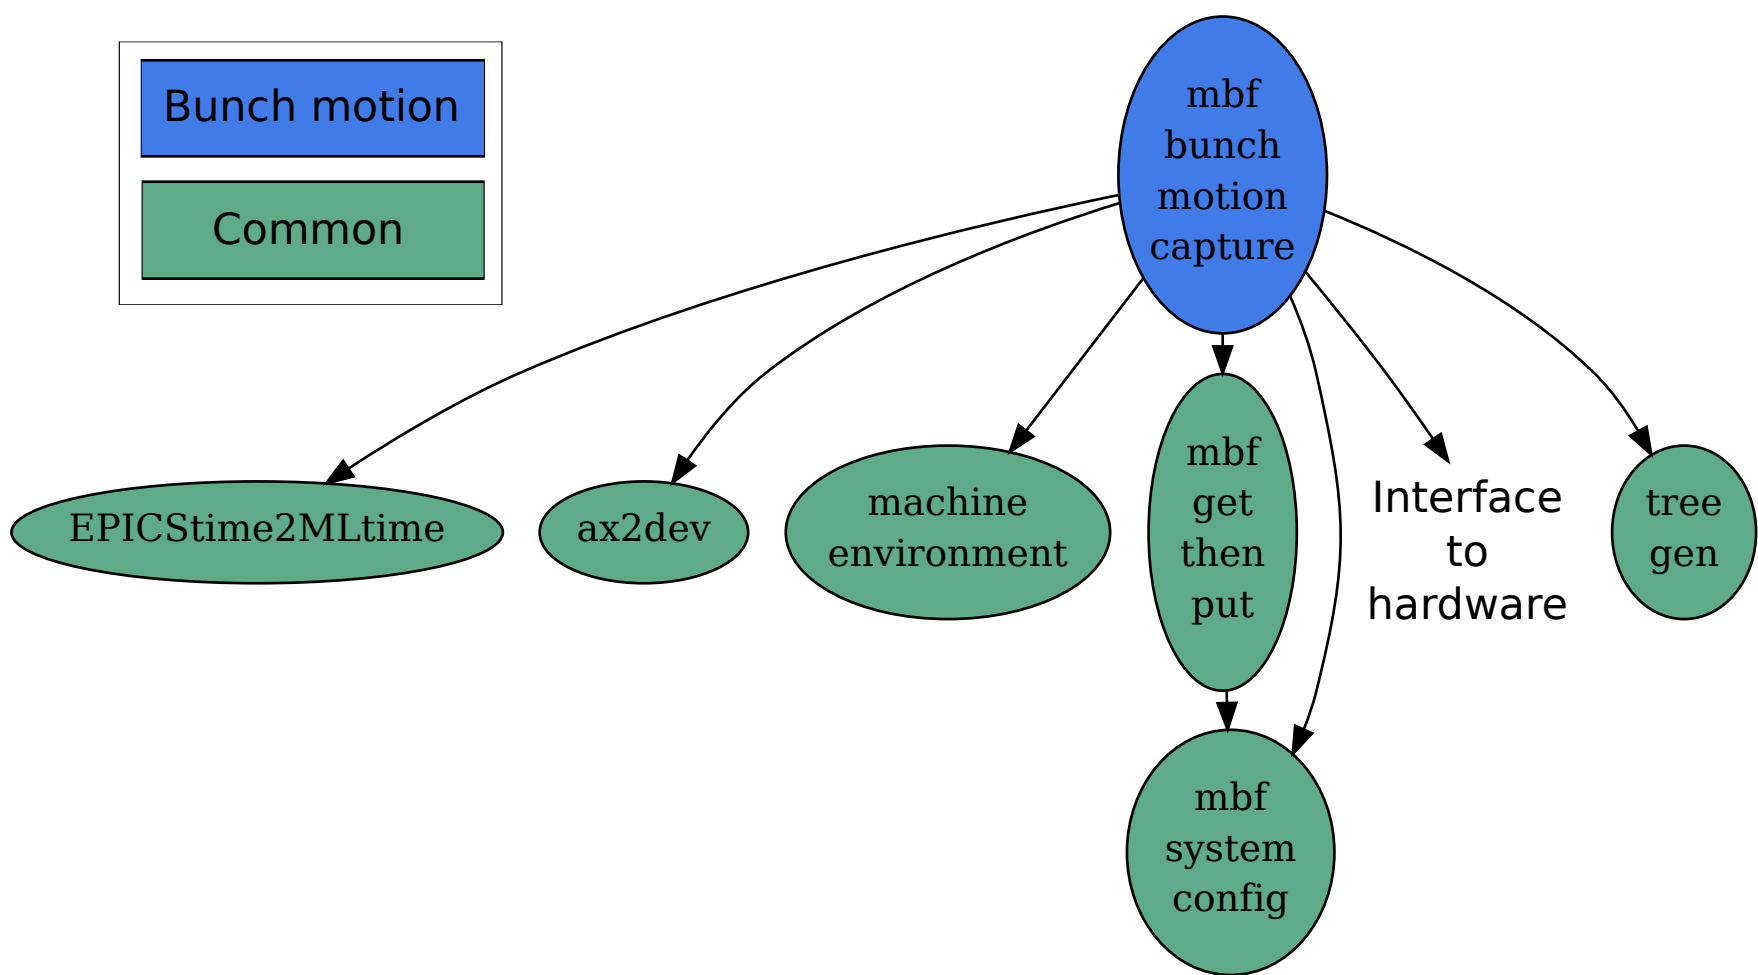 Bunch motion
Common
mbf
bunch
motion
capture
EPICStime2MLtime
ax2dev
machine
environment
mbf
get
then
put
Interface
to
hardware
tree
gen
mbf
system
config